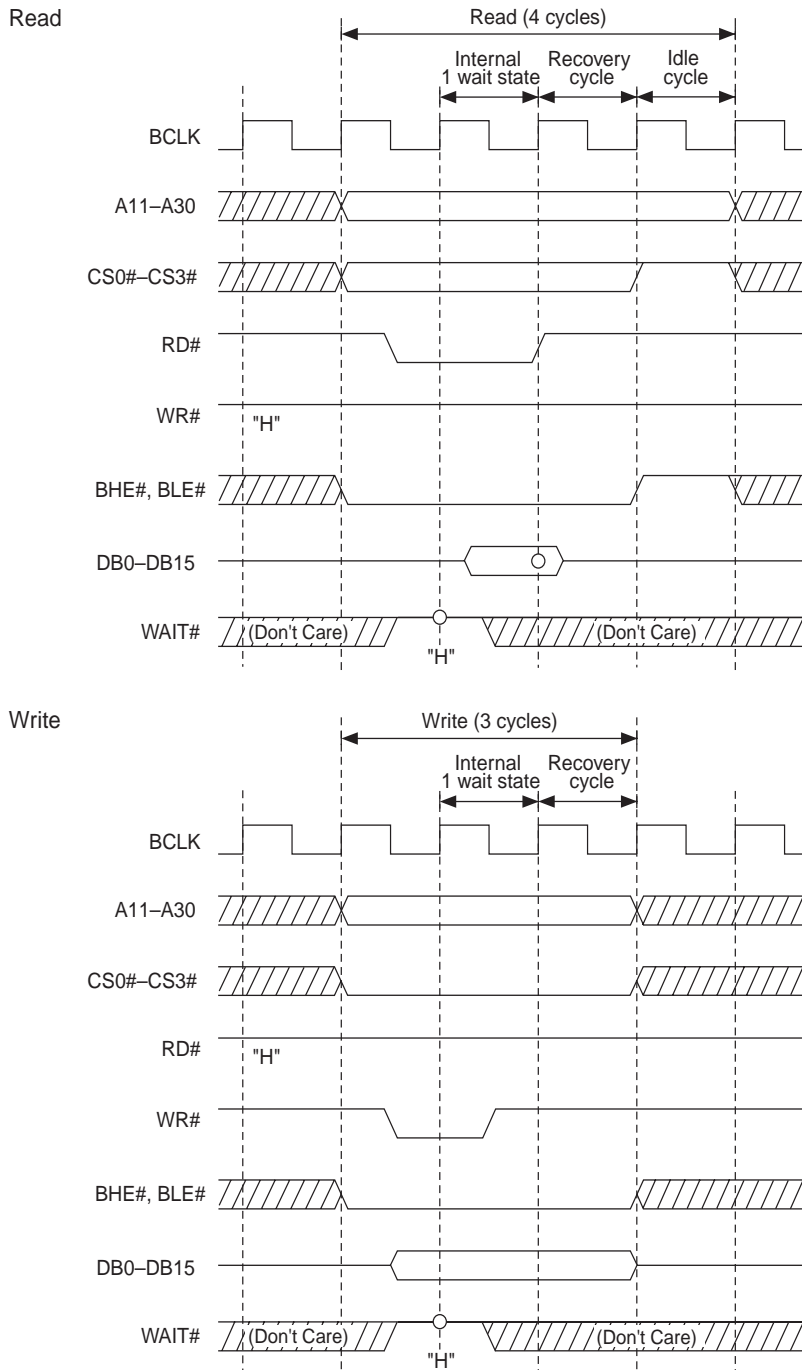 Read
Read (4 cycles)
Internal
1 wait state
Recovery
cycle
Idle
cycle
BCLK
A11–A30
CS0#–CS3#
RD#
WR#
"H"
BHE#, BLE#
DB0–DB15
WAIT#
(Don't Care)
"H"
(Don't Care)
Write
Write (3 cycles)
Internal
1 wait state
Recovery
cycle
BCLK
A11–A30
CS0#–CS3#
RD#
"H"
WR#
BHE#, BLE#
DB0–DB15
WAIT#
(Don't Care)
"H"
(Don't Care)